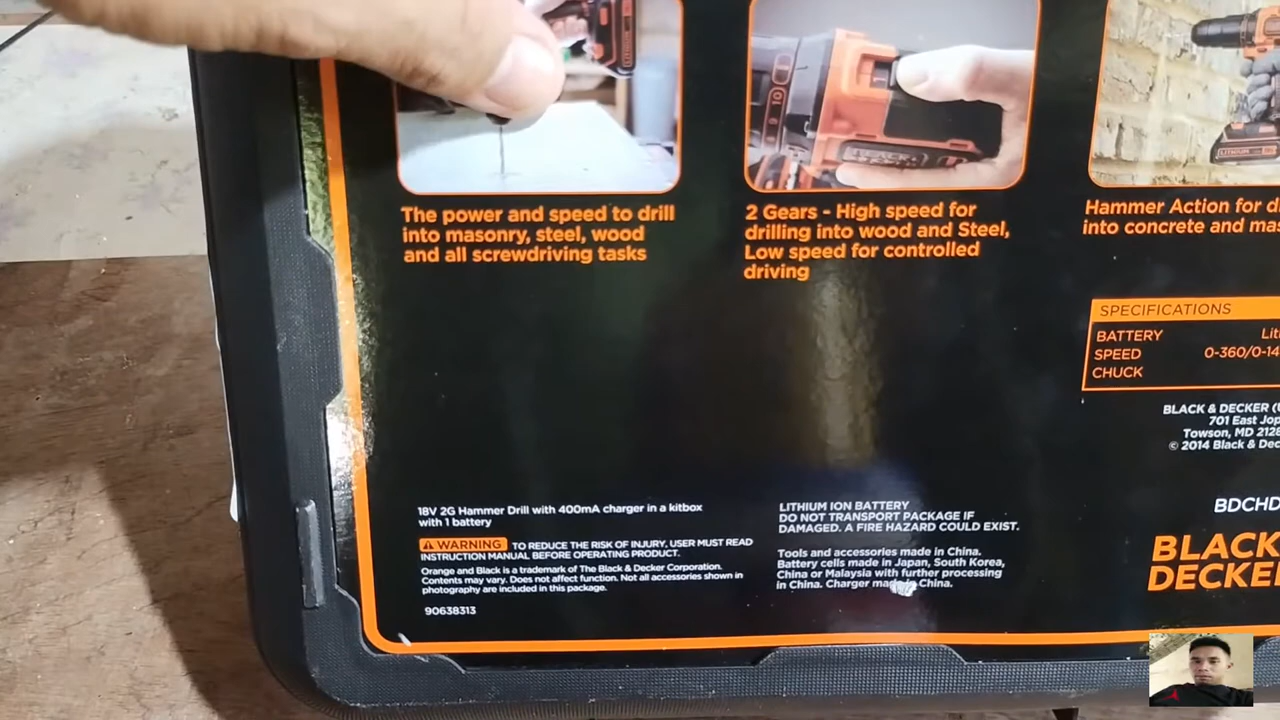 The power and speed to drill
into masonry, steel, wood
and all screwdriving tasks
2 Gears - High speed for
drilling into wood and Steel,
Low speed for controlled
driving
Hammer Action for d
into concrete and mas
SPECIFICATIONS
BATTERY Lit
SPEED 0-360/0-14
CHUCK
BLACK & DECKER (U
701 East Jop
Towson, MD 2128
© 2014 Black & Dec
18V 2G Hammer Drill with 400mA charger in a kitbox
with 1 battery
WARNING TO REDUCE THE RISK OF INJURY, USER MUST READ
INSTRUCTION MANUAL BEFORE OPERATING PRODUCT.
Orange and Black is a trademark of The Black & Decker Corporation.
Contents may vary. Does not affect function. Not all accessories shown in
photography are included in this package.
90638313
LITHIUM ION BATTERY
DO NOT TRANSPORT PACKAGE IF
DAMAGED. A FIRE HAZARD COULD EXIST.
Tools and accessories made in China.
Battery cells made in Japan, South Korea,
China or Malaysia with further processing
in China. Charger made in China.
BDCHD
BLACK
DECKE